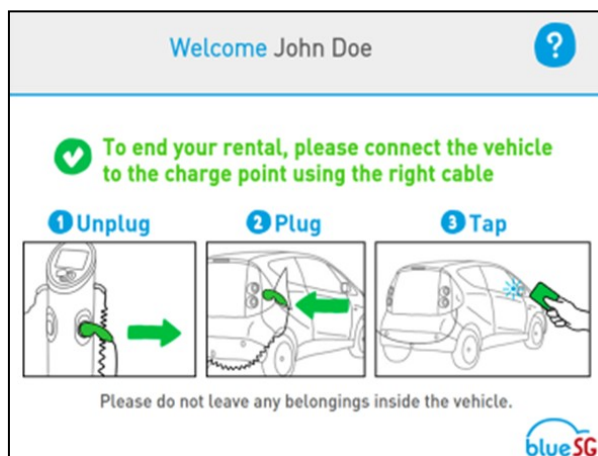 Welcome John Doe
?
To end your rental, please connect the vehicle
to the charge point using the right cable
1 Unplug
2 Plug
3 Tap
Please do not leave any belongings inside the vehicle.
blueSG